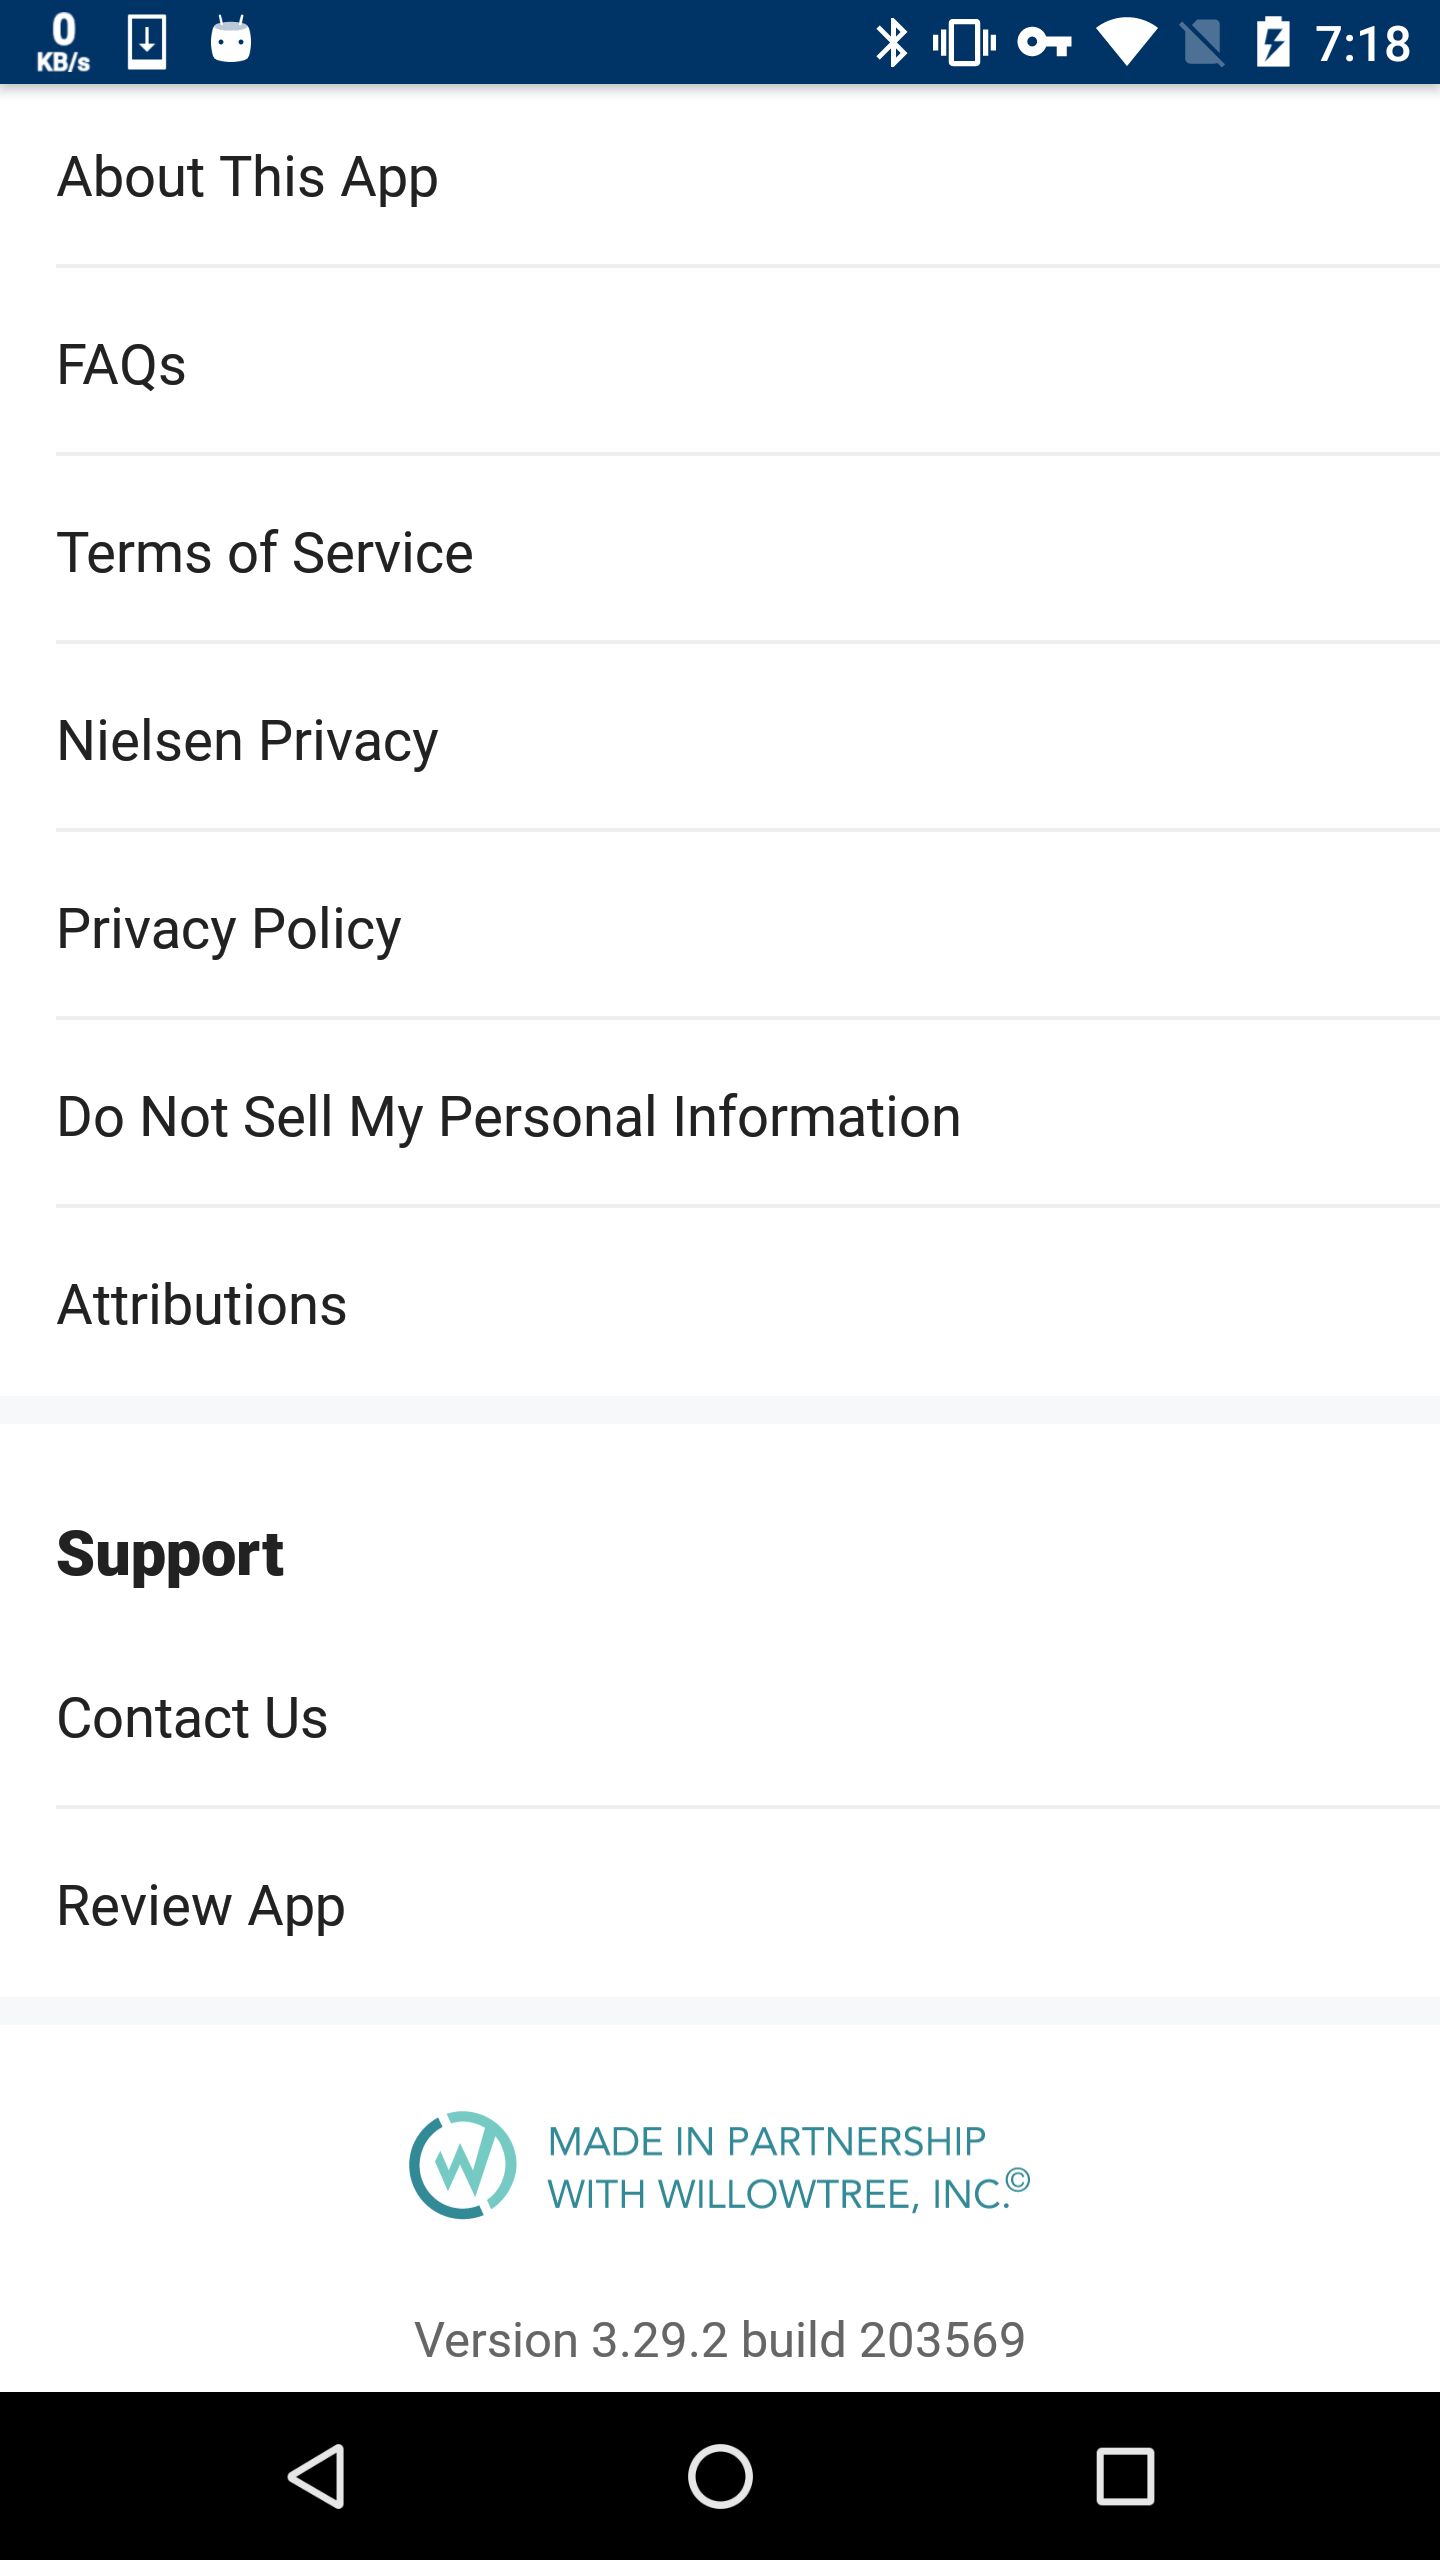 0
KB/s
7:18
About This App
FAQs
Terms of Service
Nielsen Privacy
Privacy Policy
Do Not Sell My Personal Information
Attributions
Support
Contact Us
Review App
MADE IN PARTNERSHIP
WITH WILLOWTREE, INC.©
Version 3.29.2 build 203569